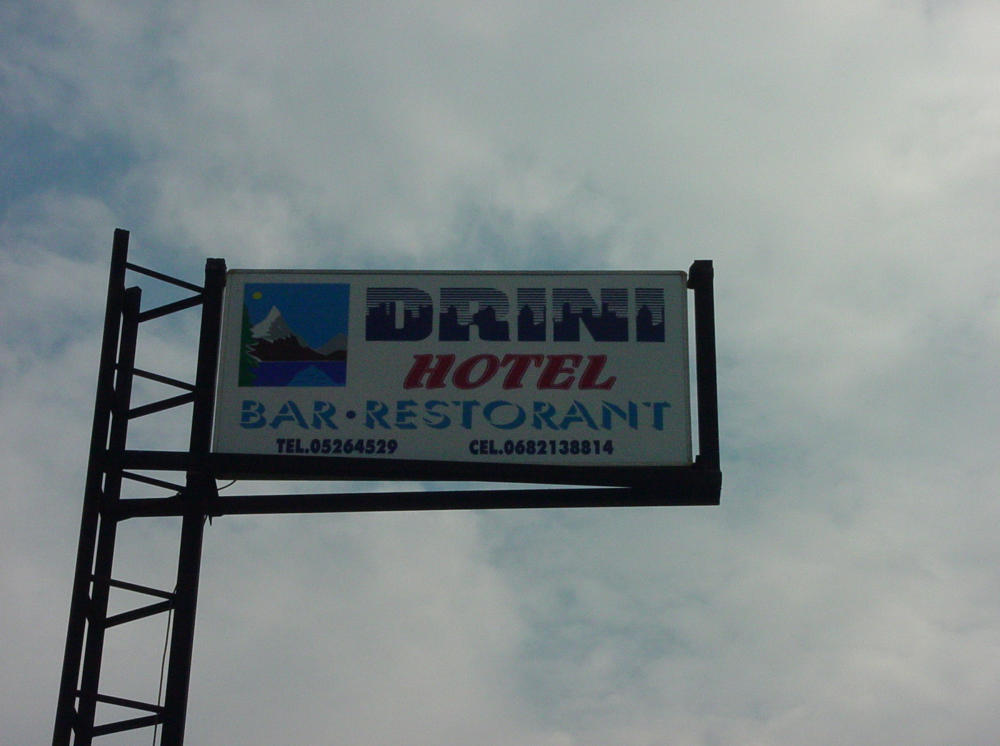 DRINI
HOTEL
BAR·RESTORANT
TEL.05264529 CEL.0682138814